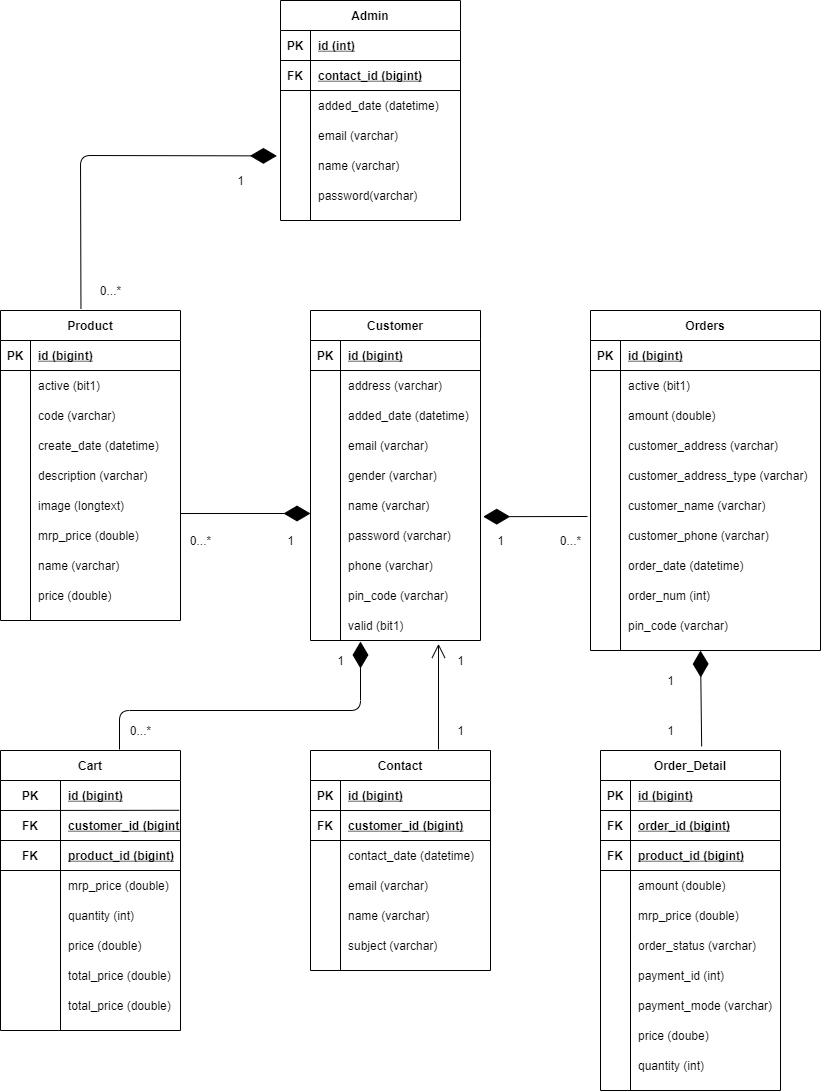 Admin
PK id (int)
FK contact_id (bigint)
added_date (datetime)
email (varchar)
name (varchar)
password(varchar)
1
0...*
Product
PK id (bigint)
active (bit1)
code (varchar)
create_date (datetime)
description (varchar)
image (longtext)
mrp_price (double)
name (varchar)
price (double)
0...*
1
Customer
PK id (bigint)
address (varchar)
added_date (datetime)
email (varchar)
gender (varchar)
name (varchar)
password (varchar)
phone (varchar)
pin_code (varchar)
valid (bit1)
1
0...*
Orders
PK id (bigint)
active (bit1)
amount (double)
customer_address (varchar)
customer_address_type (varchar)
customer_name (varchar)
customer_phone (varchar)
order_date (datetime)
order_num (int)
pin_code (varchar)
1
0...*
1
1
1
1
Cart
PK id (bigint)
FK customer_id (bigint
FK product_id (bigint)
mrp_price (double)
quantity (int)
price (double)
total_price (double)
total_price (double)
Contact
PK id (bigint)
FK customer_id (bigint)
contact_date (datetime)
email (varchar)
name (varchar)
subject (varchar)
Order_Detail
PK id (bigint)
FK order_id (bigint)
FK product_id (bigint)
amount (double)
mrp_price (double)
order_status (varchar)
payment_id (int)
payment_mode (varchar)
price (doube)
quantity (int)